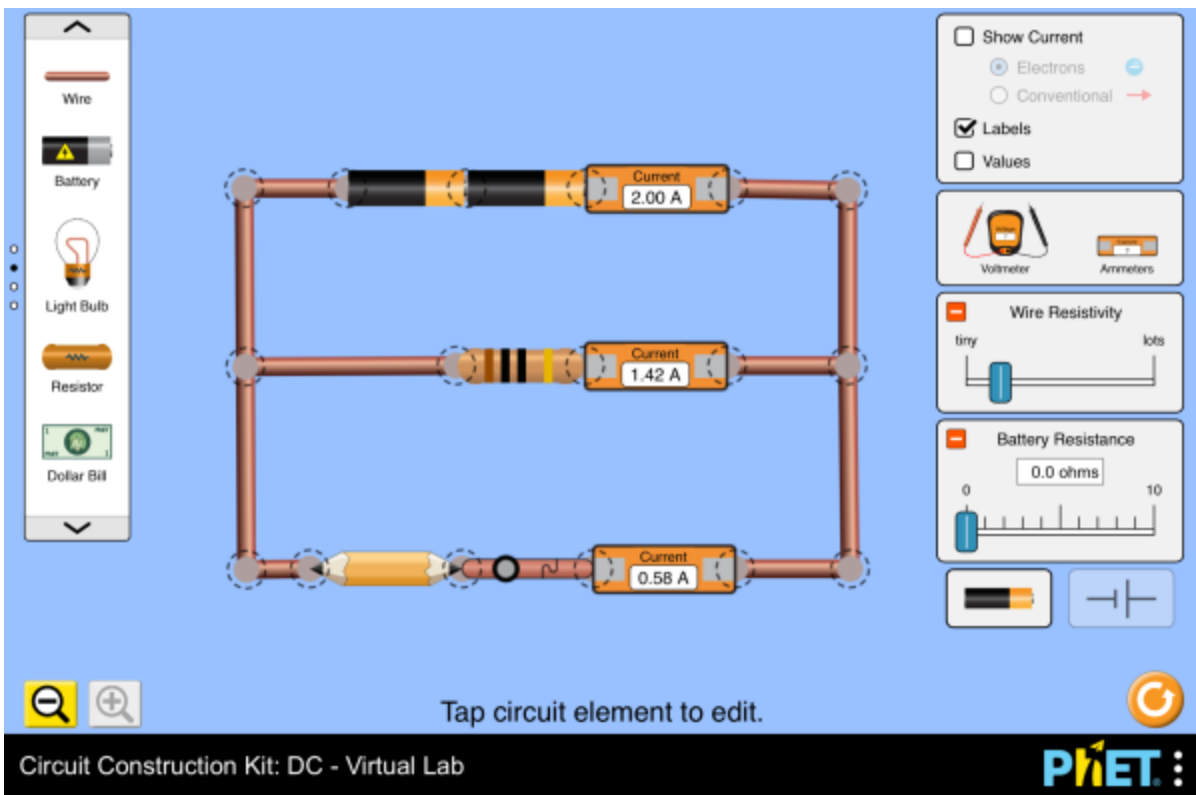 Wire
Battery
Light Bulb
Resistor
Dollar Bill
Current
2.00 A
Current
1.42 A
Current
0.58 A
Show Current
Electrons
Conventional
Labels
Values
Voltmeter
Ammeters
Wire Resistivity
tiny
lots
Battery Resistance
0.0 ohms
0
10
Tap circuit element to edit.
Circuit Construction Kit: DC - Virtual Lab
PhET